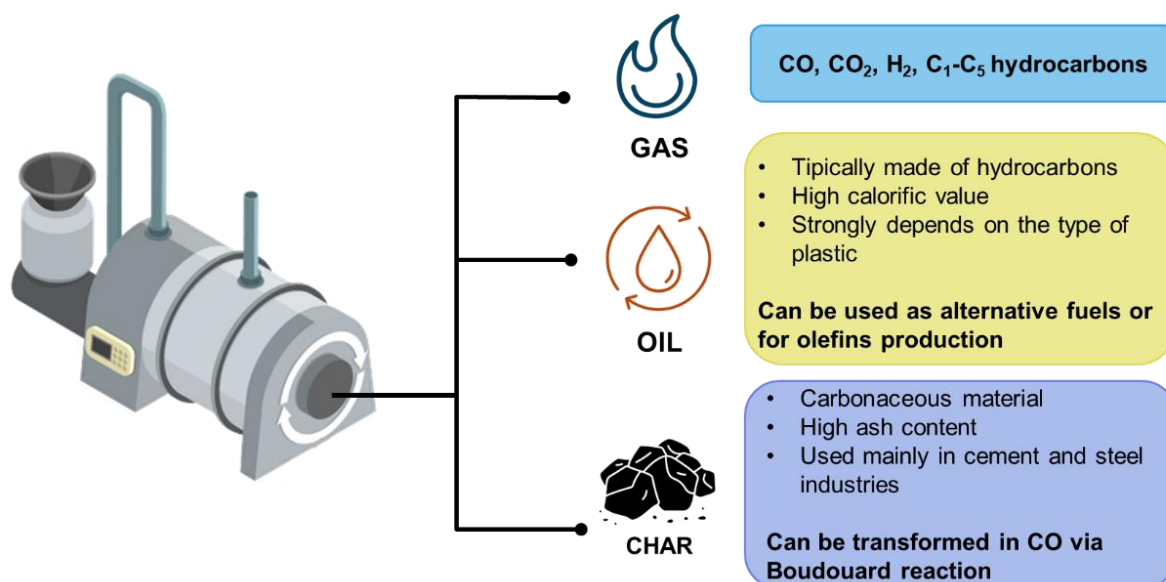 GAS
CO, CO₂, H₂, C₁-C₅ hydrocarbons
OIL
• Tipically made of hydrocarbons
• High calorific value
• Strongly depends on the type of
plastic
Can be used as alternative fuels or
for olefins production
CHAR
• Carbonaceous material
• High ash content
• Used mainly in cement and steel
industries
Can be transformed in CO via
Boudouard reaction